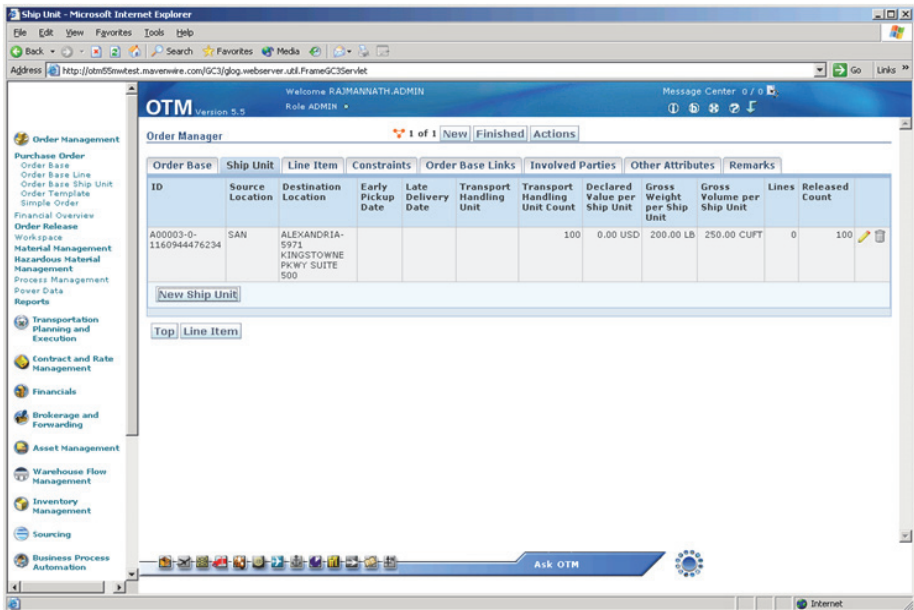 Ship Unit - Microsoft Internet Explorer
File Edit View Favorites Tools Help
Back Search Favorites Media
Address http://otm55mwtest.mavenwire.com/GC3/glog.webserver.util.FrameGC3Servlet Go Links »
OTM Version 5.5
Welcome RAJMANNATH.ADMIN
Role ADMIN
Message Center 0 / 0
Order Manager
1 of 1 New Finished Actions
Order Base Ship Unit Line Item Constraints Order Base Links Involved Parties Other Attributes Remarks
ID Source Location Destination Location Early Pickup Date Late Delivery Date Transport Handling Unit Transport Handling Unit Count Declared Value per Ship Unit Gross Weight per Ship Unit Gross Volume per Ship Unit Lines Released Count
A00003-0-1160944476234 SAN ALEXANDRIA-5971 KINGSTOWNE PKWY SUITE 500 100 0.00 USD 200.00 LB 250.00 CUFT 0 100
New Ship Unit
Top Line Item
Order Management
Purchase Order
Order Base
Order Base Line
Order Base Ship Unit
Order Template
Simple Order
Financial Overview
Order Release
Workspace
Material Management
Hazardous Material
Management
Process Management
Power Data
Reports
Transportation
Planning and
Execution
Contract and Rate
Management
Financials
Brokerage and
Forwarding
Asset Management
Warehouse Flow
Management
Inventory
Management
Sourcing
Business Process
Automation
Ask OTM
Internet